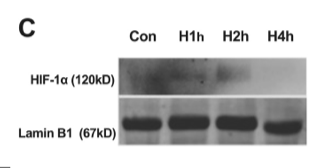 C
Con H1h H2h H4h
HIF-1α (120kD)
Lamin B1 (67kD)